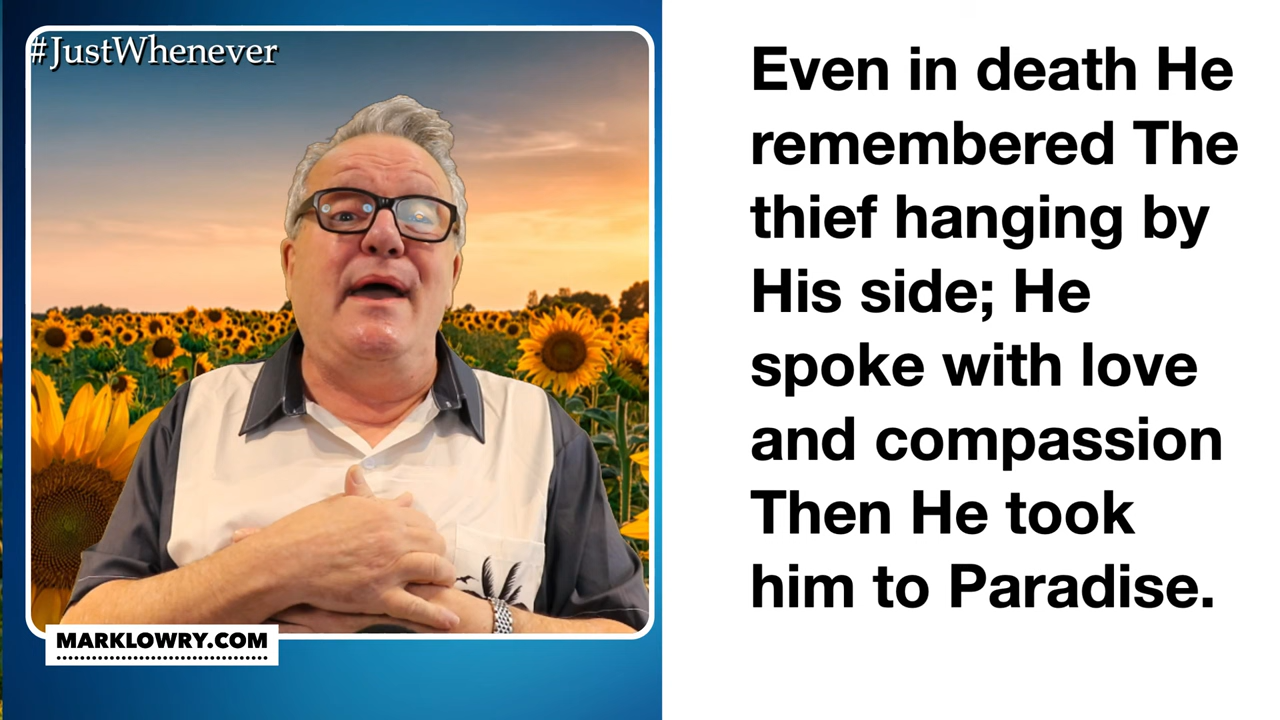 #JustWhenever
MARKLOWRY.COM
Even in death He
remembered The
thief hanging by
His side; He
spoke with love
and compassion
Then He took
him to Paradise.